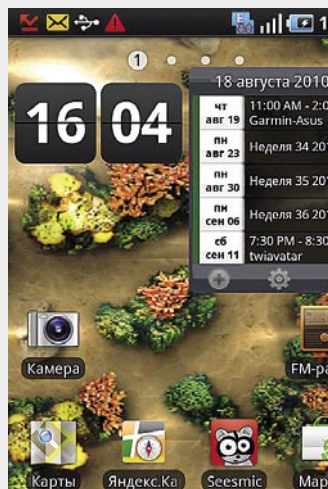 1
1
18 августа 2010
16 04
чт
авг 19
11:00 AM - 2:0
Garmin-Asus
пн
авг 23
Неделя 34 20
пн
авг 30
Неделя 35 20
пн
сен 06
Неделя 36 20
сб
сен 11
7:30 PM - 8:30
twiavatar
Камера
FM-ра
Карты
Яндекс.Ка
Seesmic
Мар